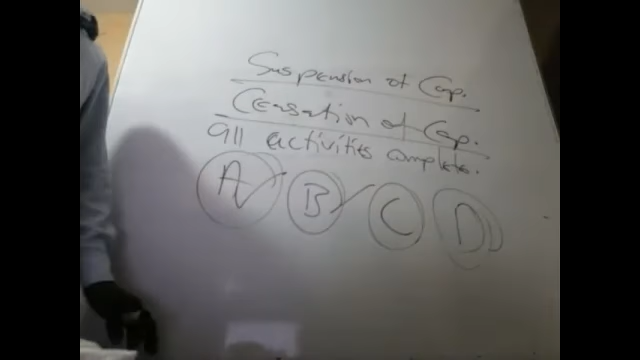 Suspension of Cap.
Cessation of Cap.
all activities complete.
A B C D